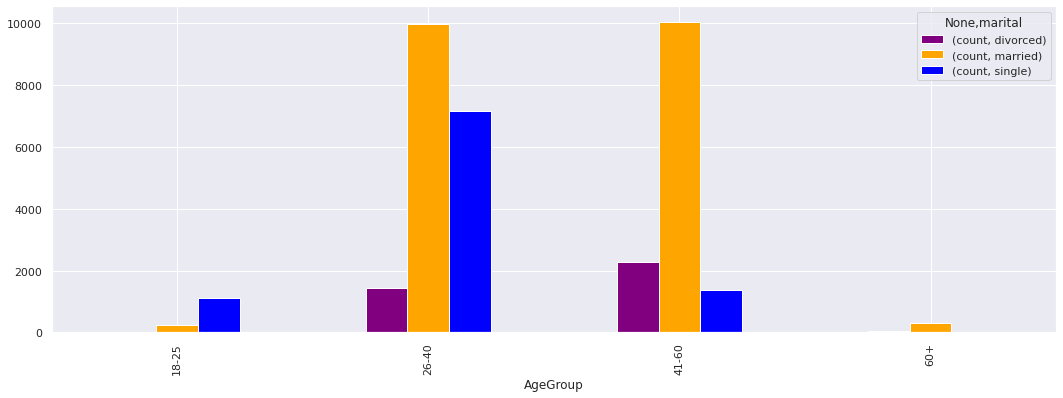 None,marital
(count, divorced)
(count, married)
(count, single)
10000
8000
6000
4000
2000
0
18-25
26-40
41-60
60+
AgeGroup